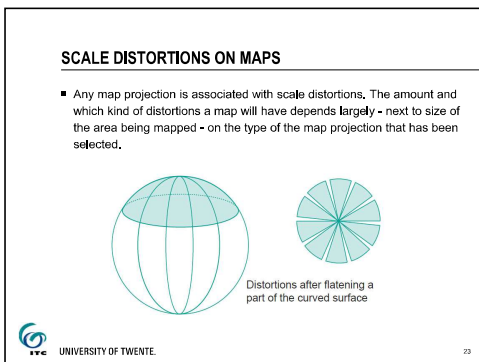 SCALE DISTORTIONS ON MAPS
▪ Any map projection is associated with scale distortions. The amount and
which kind of distortions a map will have depends largely - next to size of
the area being mapped - on the type of the map projection that has been
selected.
Distortions after flatening a
part of the curved surface
ITC UNIVERSITY OF TWENTE.
23